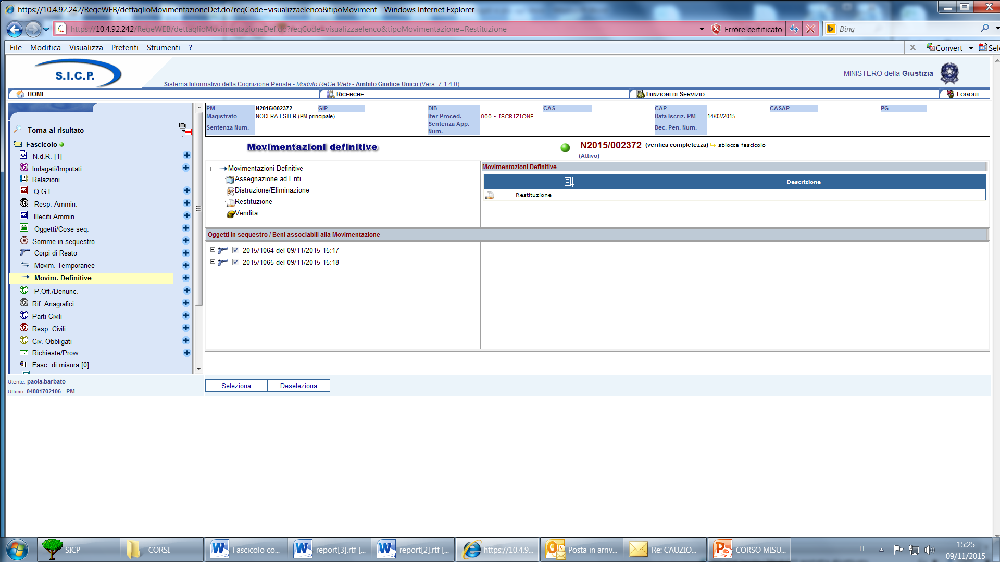 https://10.4.92.242/RegeWEB/dettaglioMovimentazioneDef.do?reqCode=visualizzaelenco&tipoMoviment - Windows Internet Explorer
https://10.4.92.242/RegeWEB/dettaglioMovimentazioneDef.do?reqCode=visualizzaelenco&tipoMovimentazione=Restituzione
Errore certificato
Bing
File Modifica Visualizza Preferiti Strumenti ?
x Convert Sele
S.I.C.P.
Sistema Informativo della Cognizione Penale - Modulo ReGe Web - Ambito Giudice Unico (Vers. 7.1.4.0)
MINISTERO della Giustizia
HOME RICERCHE FUNZIONI DI SERVIZIO LOGOUT
PM N2015/002372 GIP DIB CAS CAP CASAP PG
Magistrato NOCERA ESTER (PM principale) Iter Proced. 000 - ISCRIZIONE Data Iscriz. PM 14/02/2015
Sentenza Num. Sentenza App. Num. Dec. Pen. Num.
Torna al risultato
Fascicolo
N.d.R. [1]
Indagati/Imputati
Relazioni
Q.G.F.
Resp. Ammin.
Illeciti Ammin.
Oggetti/Cose seq.
Somme in sequestro
Corpi di Reato
Movim. Temporanee
Movim. Definitive
P.Off./Denunc.
Rif. Anagrafici
Parti Civili
Resp. Civili
Civ. Obbligati
Richieste/Provv.
Fasc. di misura [0]
Utente: paola.barbato
Ufficio: 04801702106 - PM
Movimentazioni definitive
N2015/002372 (verifica completezza) sblocca fascicolo
(Attivo)
Movimentazioni Definitive
Assegnazione ad Enti
Distruzione/Eliminazione
Restituzione
Vendita
Movimentazioni Definitive
Descrizione
Restituzione
Oggetti in sequestro / Beni associabili alla Movimentazione
2015/1064 del 09/11/2015 15:17
2015/1065 del 09/11/2015 15:18
Seleziona Deseleziona
SICP CORSI Fascicolo co... report[3].rtf [... report[2].rtf [... https://10.4.9... Posta in arriv... Re: CAUZIO... CORSO MISU...
IT
15:25
09/11/2015